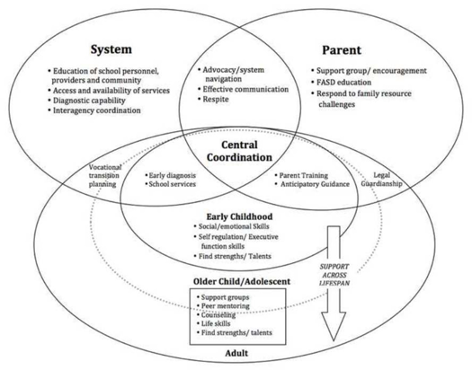 System
• Education of school personnel,
providers and community
• Access and availability of services
• Diagnostic capability
• Interagency coordination
• Advocacy/system
navigation
• Effective communication
• Respite
Parent
• Support group/ encouragement
• FASD education
• Respond to family resource
challenges
Central
Coordination
Vocational
transition
planning
• Early diagnosis
• School services
• Parent Training
• Anticipatory Guidance
Legal
Guardianship
Early Childhood
• Social/emotional Skills
• Self regulation/ Executive
function skills
• Find strengths/ Talents
SUPPORT
ACROSS
LIFESPAN
Older Child/Adolescent
• Support groups
• Peer mentoring
• Counseling
• Life skills
• Find strengths/ talents
Adult